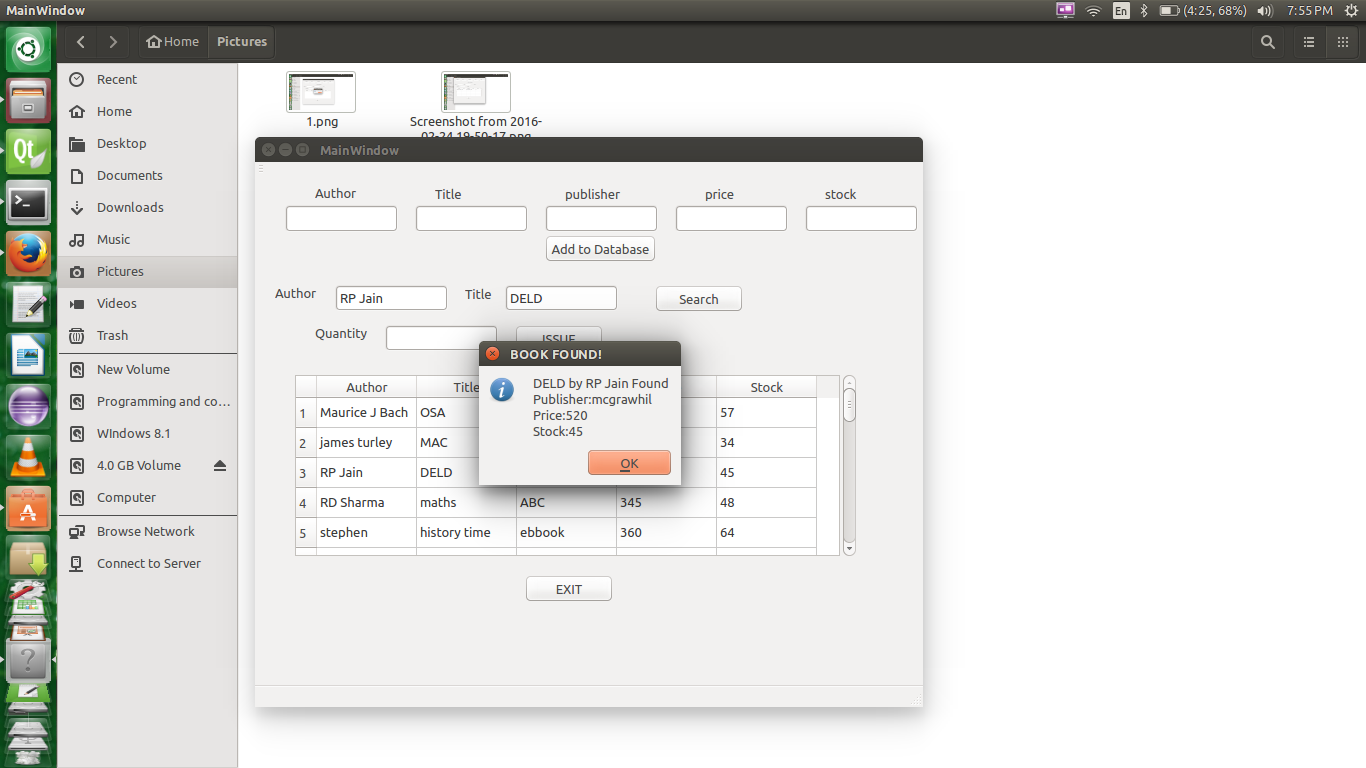 MainWindow
En
(4:25, 68%)
7:55 PM
Home
Pictures
Recent
Home
Desktop
Documents
Downloads
Music
Pictures
Videos
Trash
New Volume
Programming and co...
WIndows 8.1
4.0 GB Volume
Computer
Browse Network
Connect to Server
1.png
Screenshot from 2016-
02-24 19-50-17.png
MainWindow
Author Title publisher price stock
Add to Database
Author RP Jain Title DELD Search
Quantity ISSUE
BOOK FOUND!
DELD by RP Jain Found
Publisher:mcgrawhil
Price:520
Stock:45
OK
Author Title Stock
1 Maurice J Bach OSA 57
2 james turley MAC 34
3 RP Jain DELD 45
4 RD Sharma maths ABC 345 48
5 stephen history time ebbook 360 64
EXIT
Qt